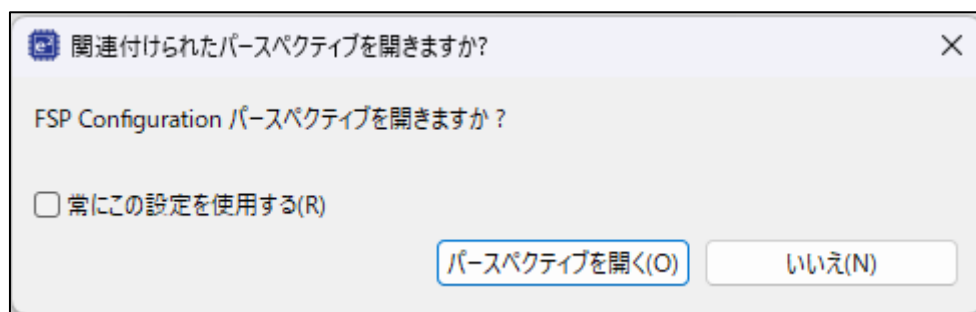 関連付けられたパースペクティブを開きますか?
FSP Configuration パースペクティブを開きますか？
常にこの設定を使用する(R)
パースペクティブを開く(O) いいえ(N)